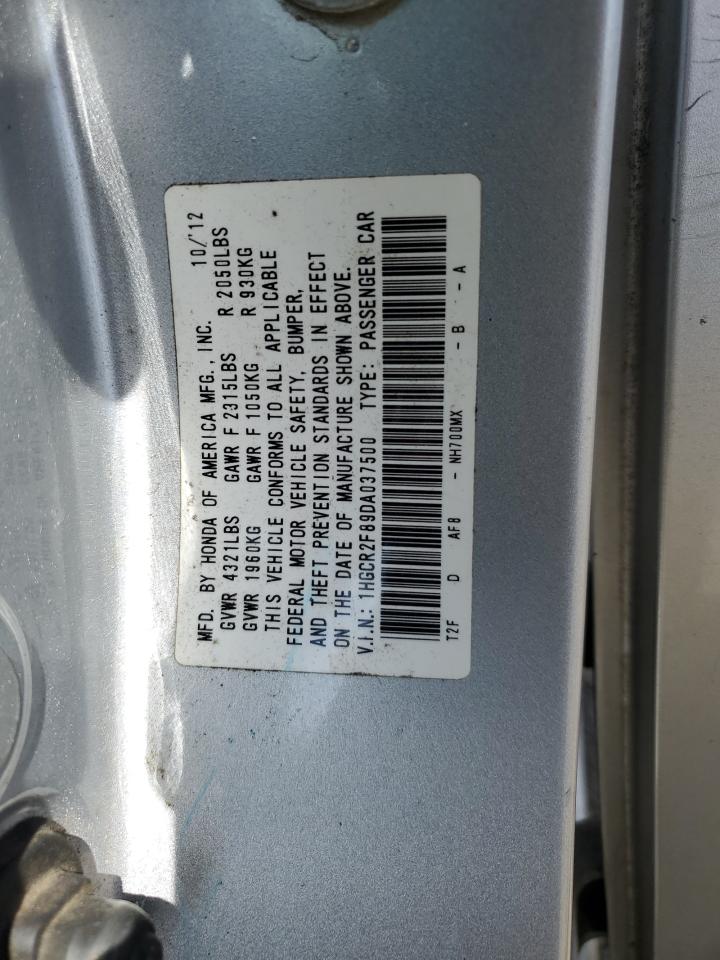 MFD. BY HONDA OF AMERICA MFG., INC. 10/'12
GVWR 4321LBS GAWR F 2315LBS R 2050LBS
GVWR 1960KG GAWR F 1050KG R 930KG
THIS VEHICLE CONFORMS TO ALL APPLICABLE
FEDERAL MOTOR VEHICLE SAFETY, BUMPER,
AND THEFT PREVENTION STANDARDS IN EFFECT
ON THE DATE OF MANUFACTURE SHOWN ABOVE.
V.I.N.: 1HGCR2F89DA037500 TYPE: PASSENGER CAR
T2F D AF8 - NH700MX - B - A